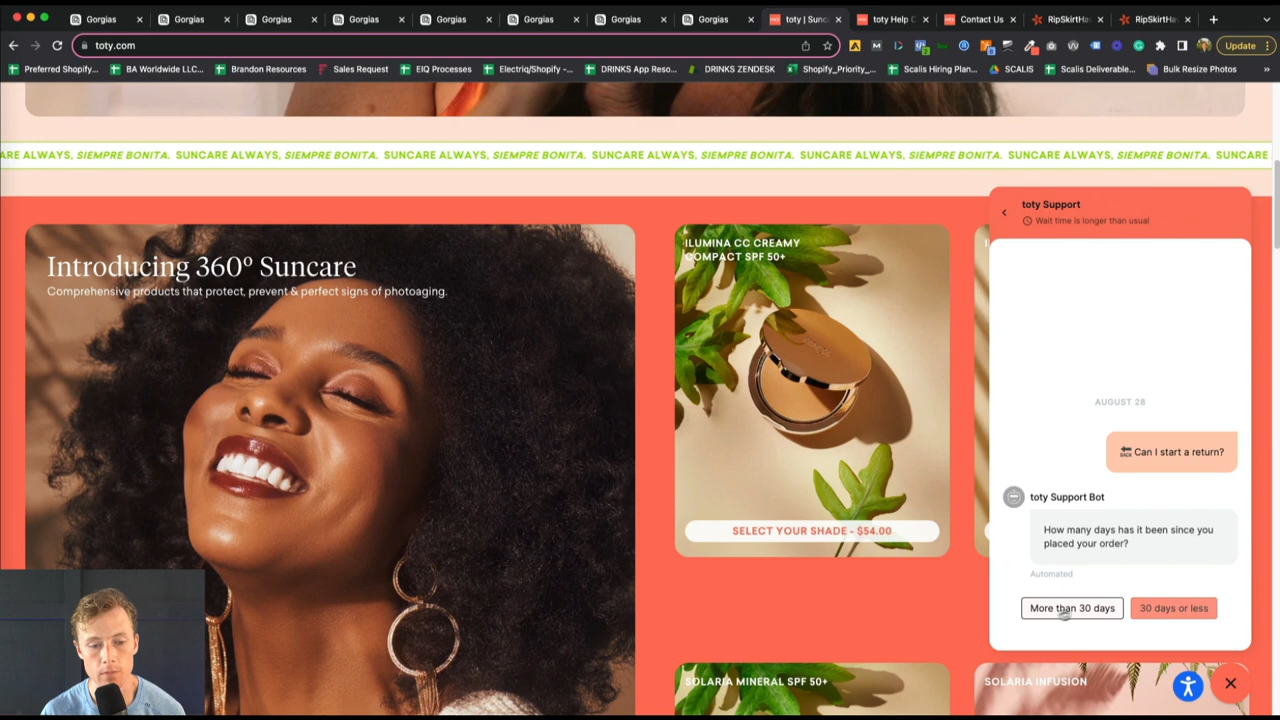 Gorgias
Gorgias
Gorgias
Gorgias
Gorgias
Gorgias
Gorgias
Gorgias
toty | Sunc
toty Help C
Contact Us
RipSkirtHa
RipSkirtHa
toty.com
Update
Preferred Shopify...
BA Worldwide LLC...
Brandon Resources
Sales Request
EIQ Processes
Electriq/Shopify -...
DRINKS App Reso...
DRINKS ZENDESK
Shopify_Priority_...
Scalis Hiring Plan...
SCALIS
Scalis Deliverable...
Bulk Resize Photos
ARE ALWAYS, SIEMPRE BONITA. SUNCARE ALWAYS, SIEMPRE BONITA. SUNCARE ALWAYS, SIEMPRE BONITA. SUNCARE ALWAYS, SIEMPRE BONITA. SUNCARE ALWAYS, SIEMPRE BONITA. SUNCARE ALWAYS, SIEMPRE BONITA. SUNCARE
Introducing 360º Suncare
Comprehensive products that protect, prevent & perfect signs of photoaging.
ILUMINA CC CREAMY
COMPACT SPF 50+
SELECT YOUR SHADE - $54.00
SOLARIA MINERAL SPF 50+
SOLARIA INFUSION
toty Support
Wait time is longer than usual
AUGUST 28
Can I start a return?
toty Support Bot
How many days has it been since you
placed your order?
Automated
More than 30 days
30 days or less